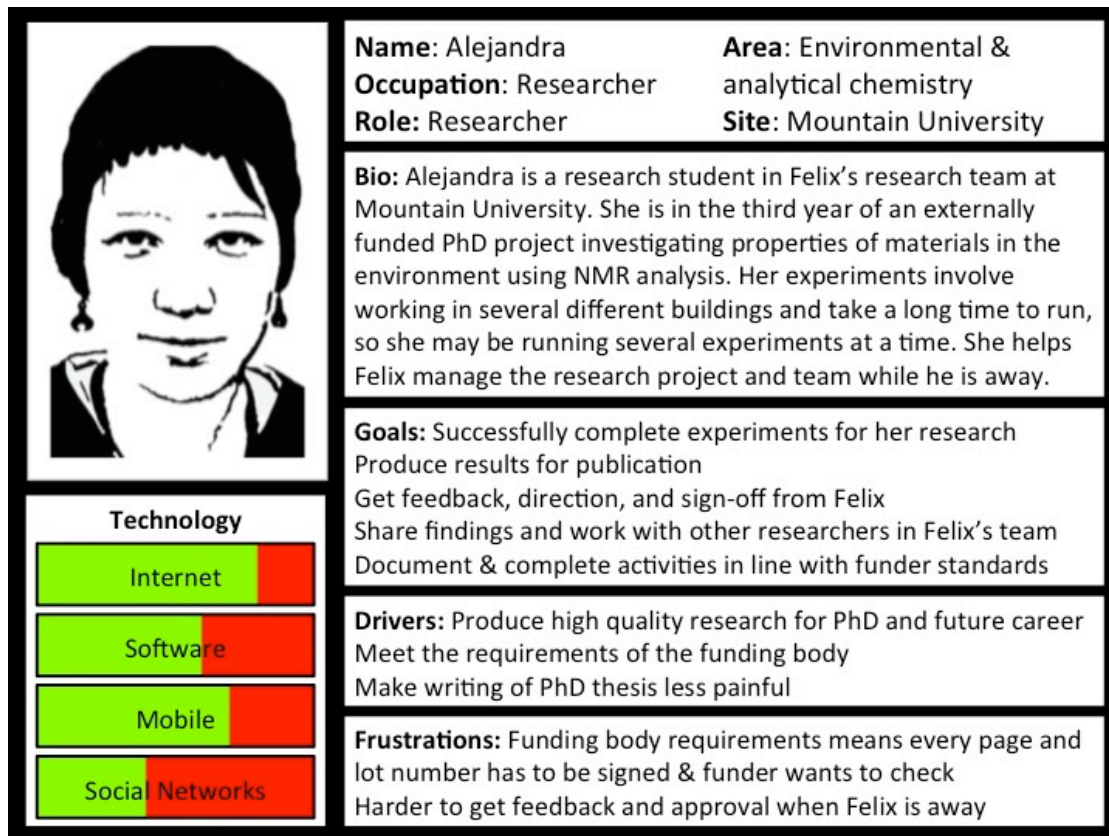 Name: Alejandra
Occupation: Researcher
Role: Researcher
Area: Environmental &
analytical chemistry
Site: Mountain University
Bio: Alejandra is a research student in Felix’s research team at
Mountain University. She is in the third year of an externally
funded PhD project investigating properties of materials in the
environment using NMR analysis. Her experiments involve
working in several different buildings and take a long time to run,
so she may be running several experiments at a time. She helps
Felix manage the research project and team while he is away.
Goals: Successfully complete experiments for her research
Produce results for publication
Get feedback, direction, and sign-off from Felix
Share findings and work with other researchers in Felix’s team
Document & complete activities in line with funder standards
Drivers: Produce high quality research for PhD and future career
Meet the requirements of the funding body
Make writing of PhD thesis less painful
Frustrations: Funding body requirements means every page and
lot number has to be signed & funder wants to check
Harder to get feedback and approval when Felix is away
Technology
Internet
Software
Mobile
Social Networks